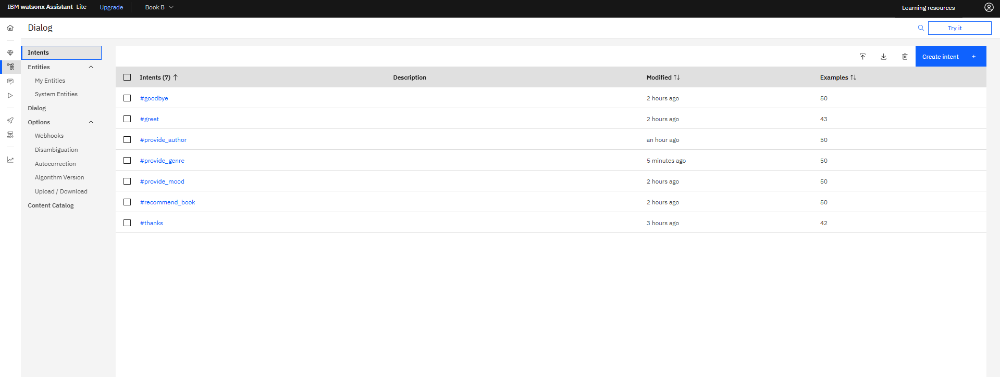 IBM watsonx Assistant Lite Upgrade Book B Learning resources
Dialog Try it
Intents
Entities
My Entities
System Entities
Dialog
Options
Webhooks
Disambiguation
Autocorrection
Algorithm Version
Upload / Download
Content Catalog
Create intent +
Intents (7) Description Modified Examples
#goodbye 2 hours ago 50
#greet 2 hours ago 43
#provide_author an hour ago 50
#provide_genre 5 minutes ago 50
#provide_mood 2 hours ago 50
#recommend_book 2 hours ago 50
#thanks 3 hours ago 42